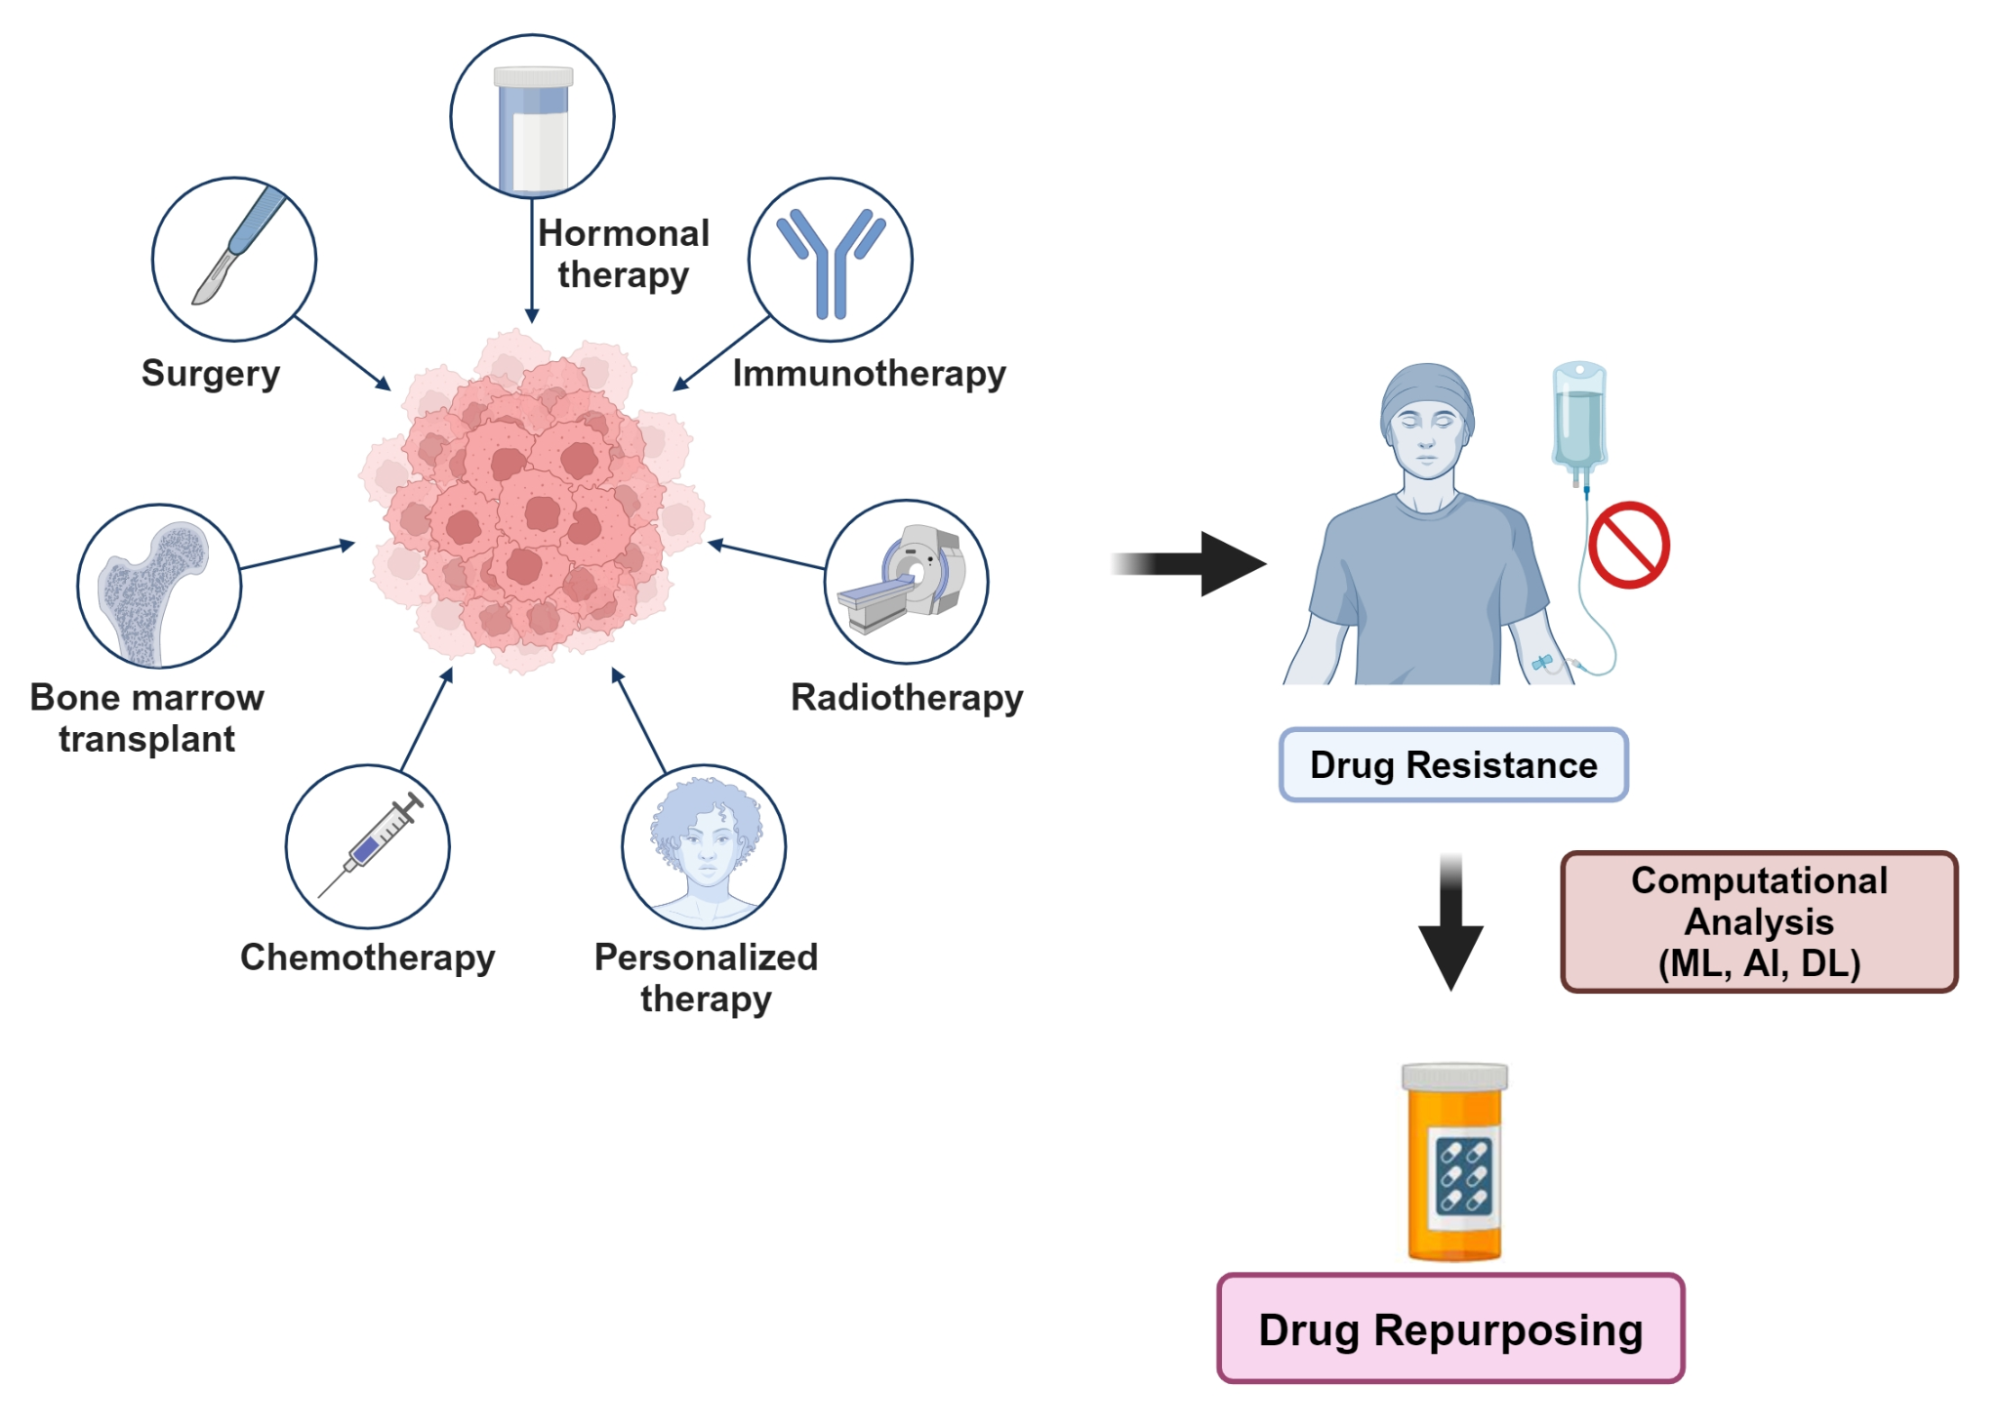 Hormonal
therapy
Surgery
Immunotherapy
Bone marrow
transplant
Radiotherapy
Chemotherapy
Personalized
therapy
Drug Resistance
Computational
Analysis
(ML, AI, DL)
Drug Repurposing